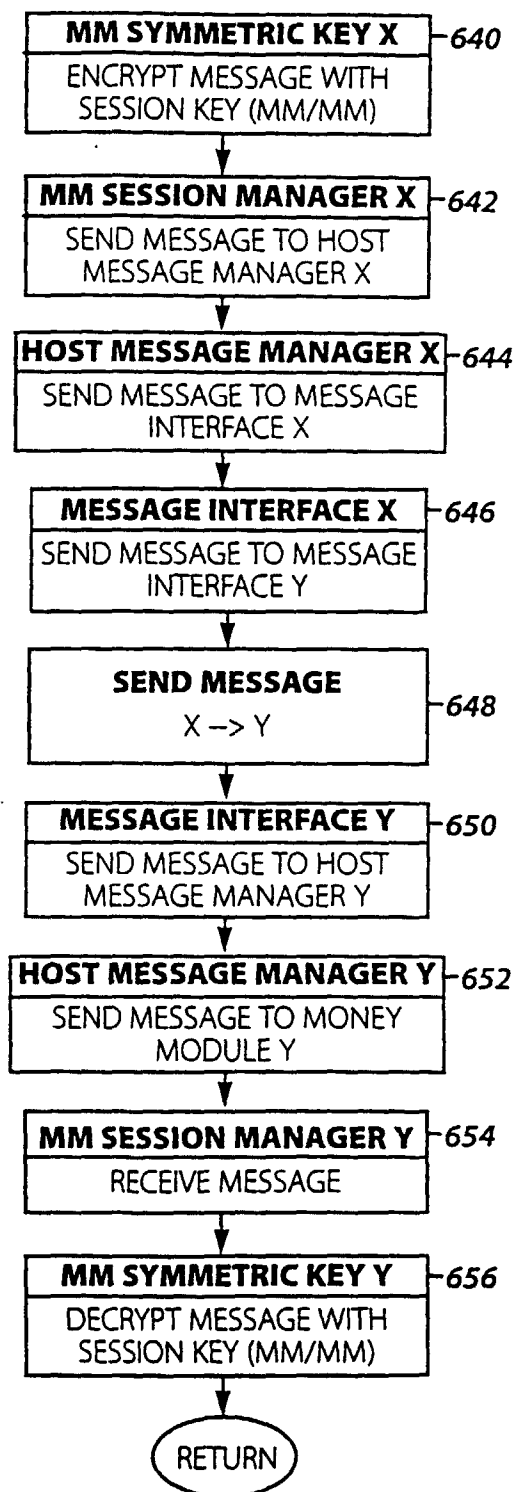 MM SYMMETRIC KEY X
640
ENCRYPT MESSAGE WITH
SESSION KEY (MM/MM)
MM SESSION MANAGER X
642
SEND MESSAGE TO HOST
MESSAGE MANAGER X
HOST MESSAGE MANAGER X
644
SEND MESSAGE TO MESSAGE
INTERFACE X
MESSAGE INTERFACE X
646
SEND MESSAGE TO MESSAGE
INTERFACE Y
SEND MESSAGE
648
X --> Y
MESSAGE INTERFACE Y
650
SEND MESSAGE TO HOST
MESSAGE MANAGER Y
HOST MESSAGE MANAGER Y
652
SEND MESSAGE TO MONEY
MODULE Y
MM SESSION MANAGER Y
654
RECEIVE MESSAGE
MM SYMMETRIC KEY Y
656
DECRYPT MESSAGE WITH
SESSION KEY (MM/MM)
RETURN